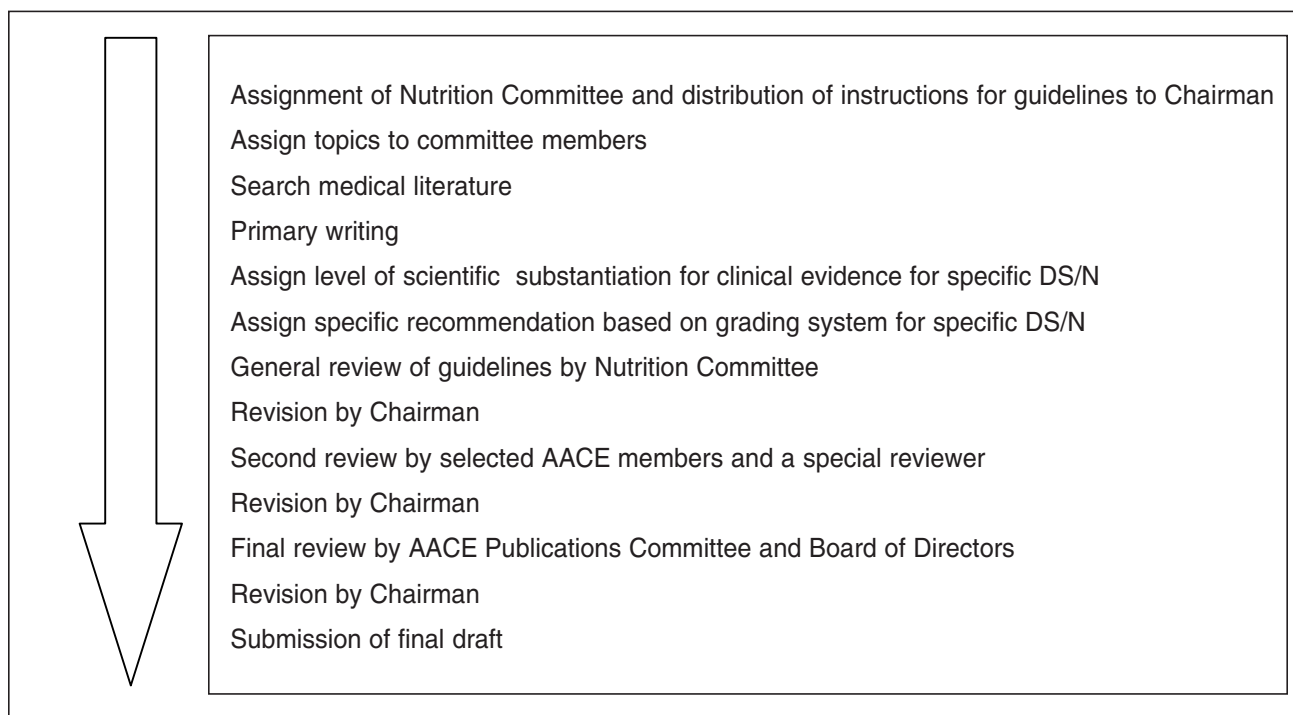 Assignment of Nutrition Committee and distribution of instructions for guidelines to Chairman
Assign topics to committee members
Search medical literature
Primary writing
Assign level of scientific substantiation for clinical evidence for specific DS/N
Assign specific recommendation based on grading system for specific DS/N
General review of guidelines by Nutrition Committee
Revision by Chairman
Second review by selected AACE members and a special reviewer
Revision by Chairman
Final review by AACE Publications Committee and Board of Directors
Revision by Chairman
Submission of final draft